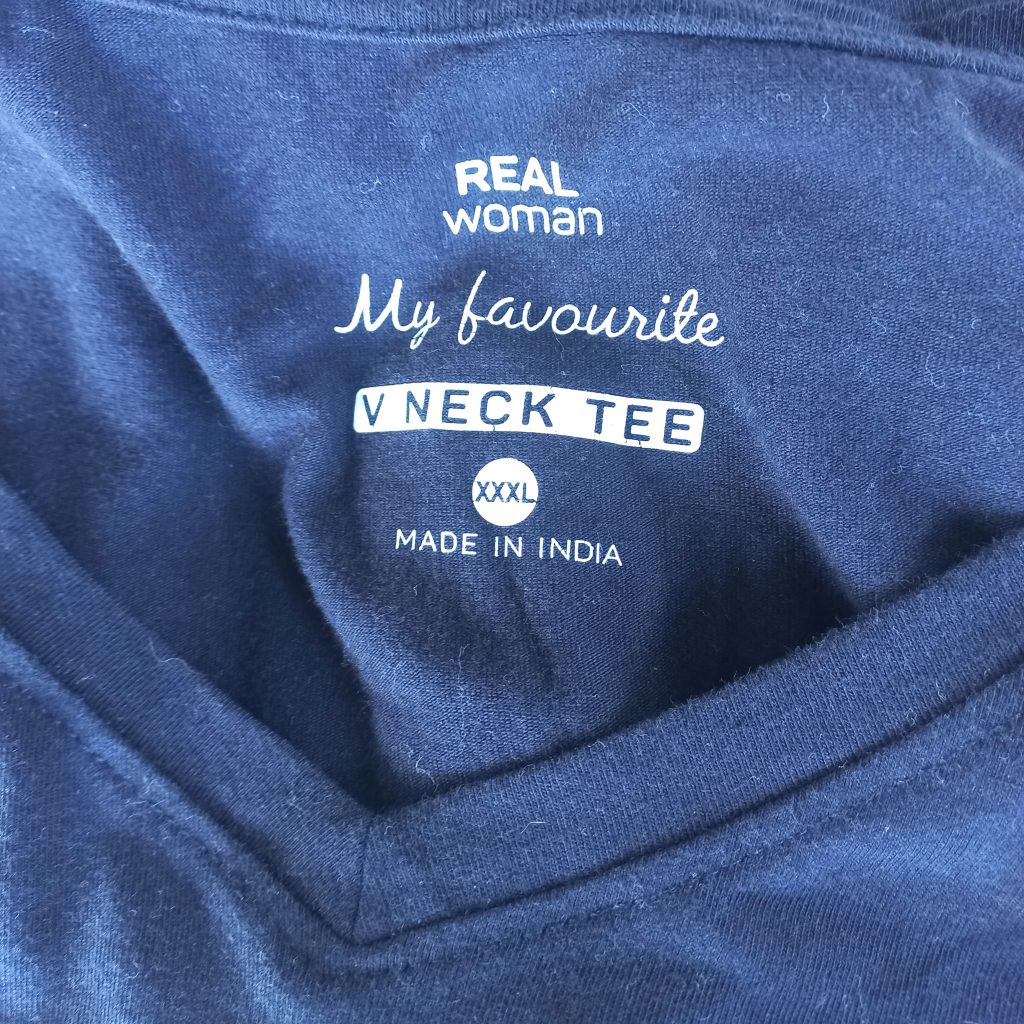 REAL
woman
My favourite
V NECK TEE
XXXL
MADE IN INDIA